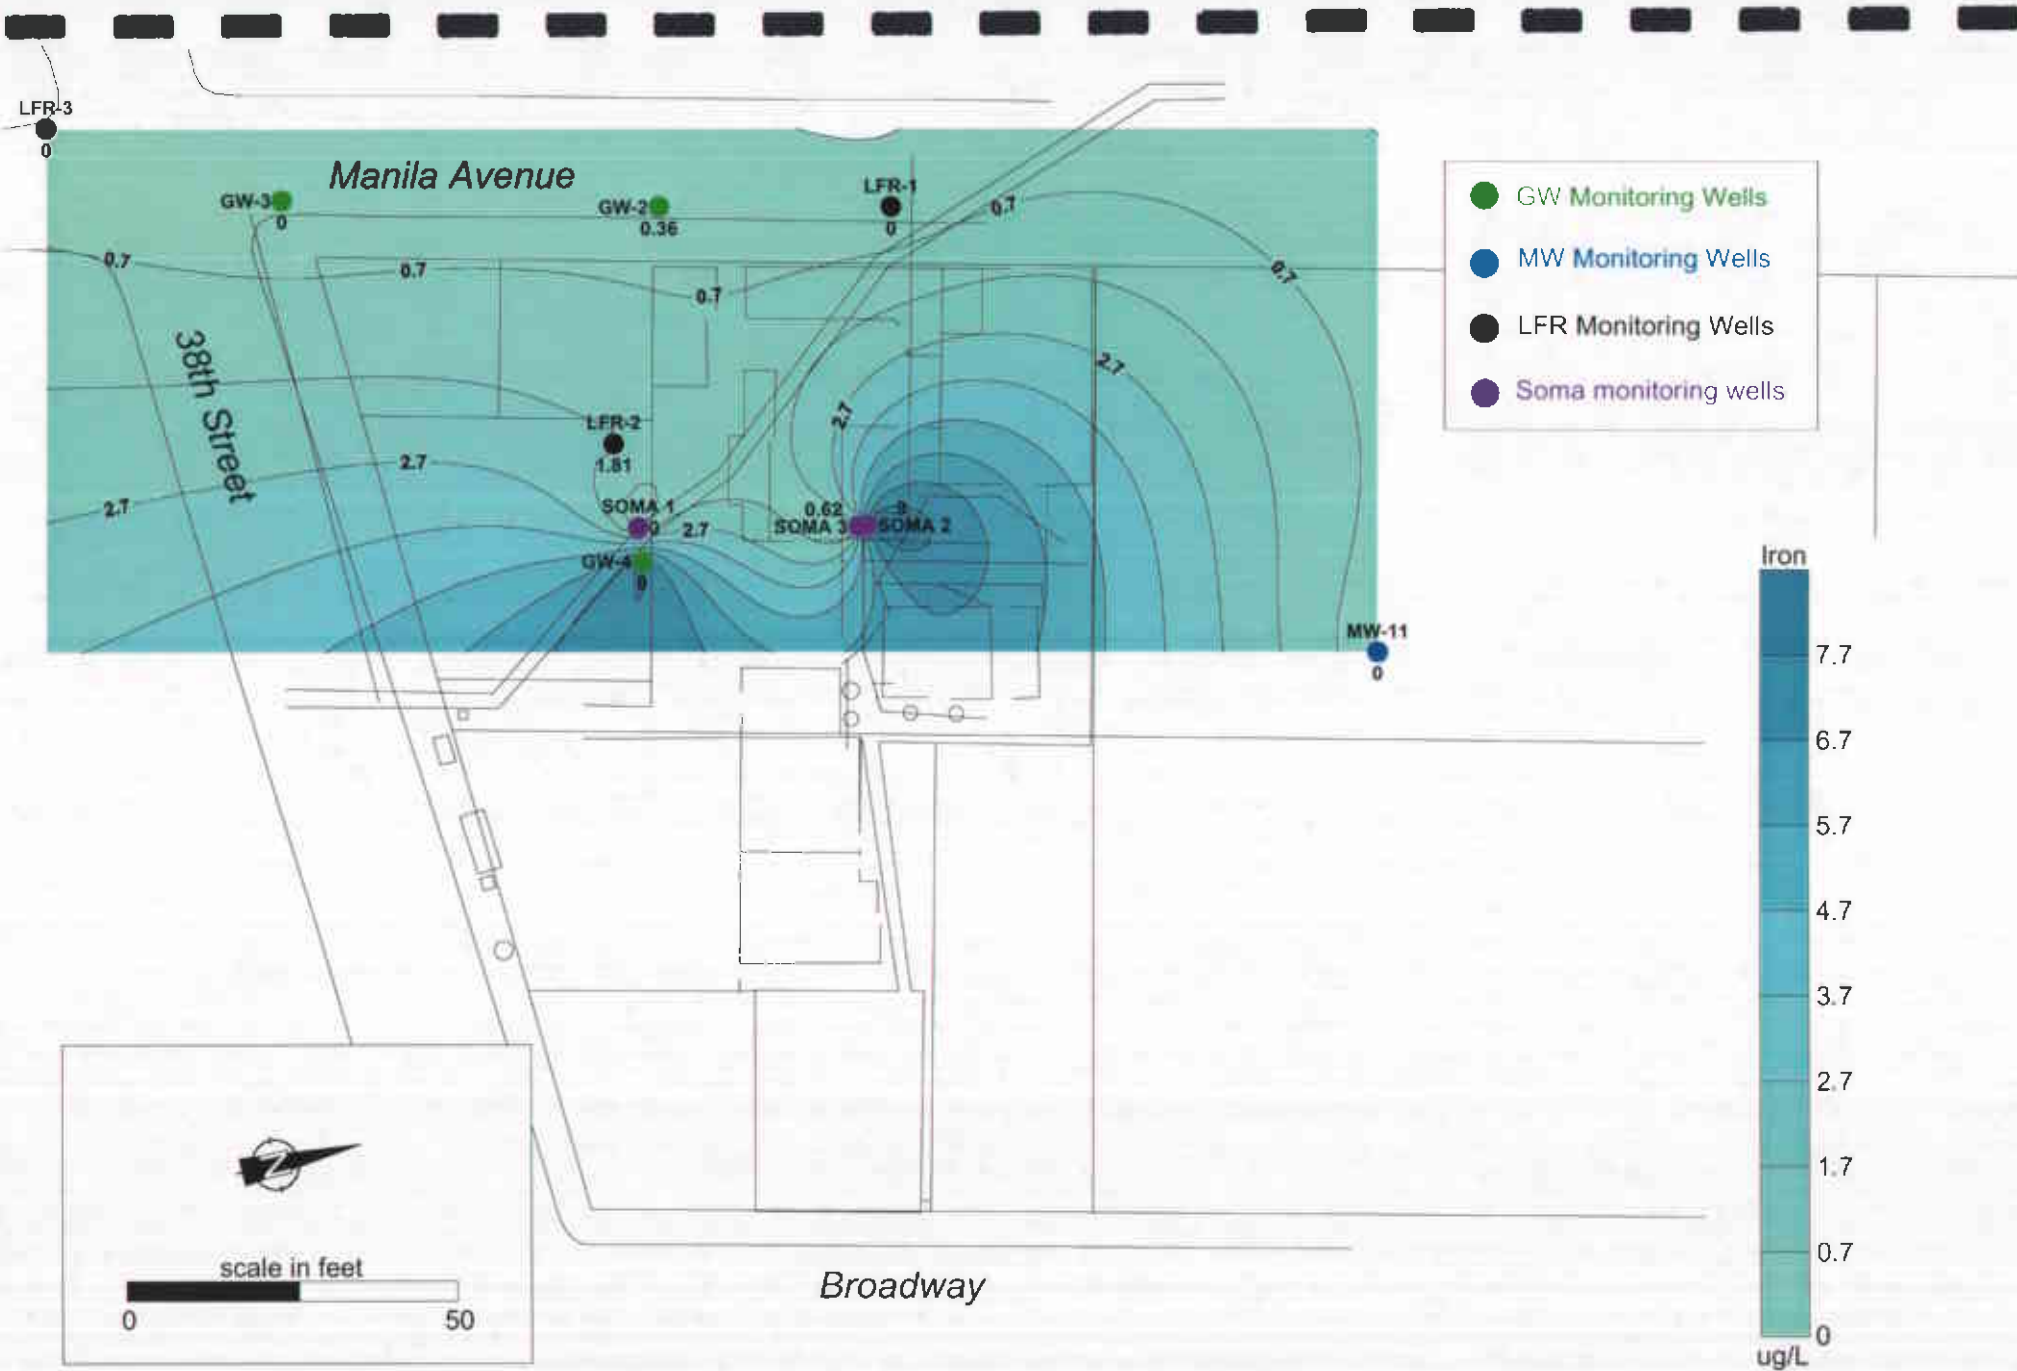 LFR-3
0
Manila Avenue
GW-3
0
GW-2
0.36
LFR-1
0
0.7
0.7
0.7
0.7
0.7
38th Street
2.7
2.7
LFR-2
1.81
2.7
2.7
SOMA 1
0
2.7
0.62
SOMA 3
SOMA 2
GW-4
MW-11
0
GW Monitoring Wells
MW Monitoring Wells
LFR Monitoring Wells
Soma monitoring wells
Iron
7.7
6.7
5.7
4.7
3.7
2.7
1.7
0.7
0
ug/L
Z
scale in feet
0
50
Broadway